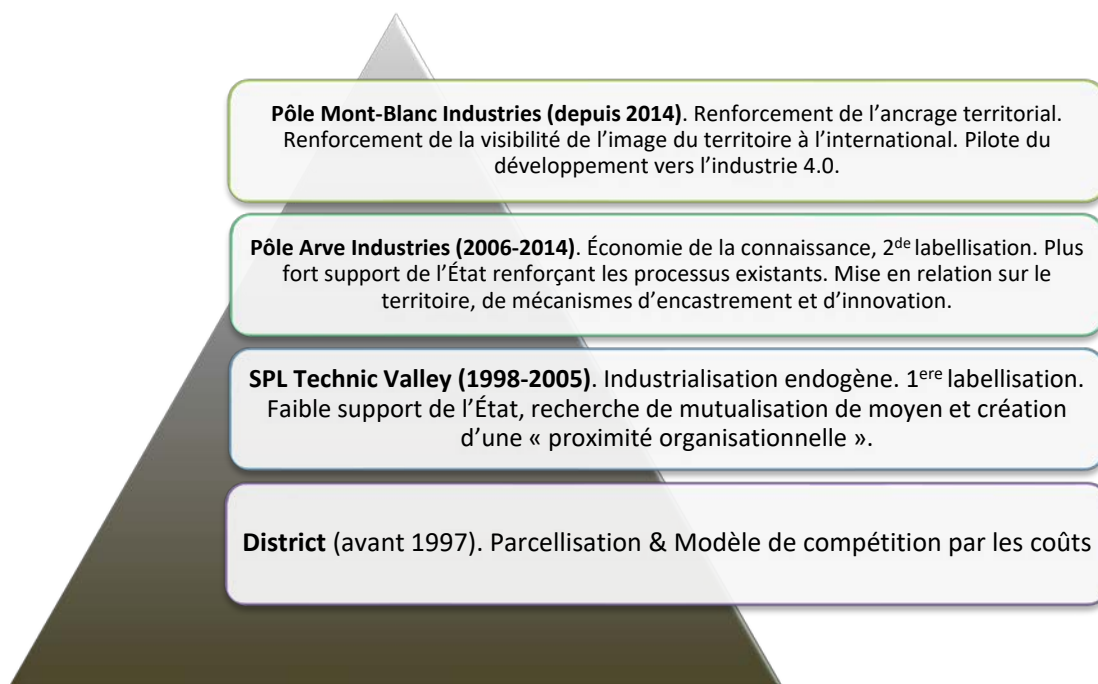 Pôle Mont-Blanc Industries (depuis 2014). Renforcement de l’ancrage territorial.
Renforcement de la visibilité de l’image du territoire à l’international. Pilote du
développement vers l’industrie 4.0.
Pôle Arve Industries (2006-2014). Économie de la connaissance, 2de labellisation. Plus
fort support de l’État renforçant les processus existants. Mise en relation sur le
territoire, de mécanismes d’encastrement et d’innovation.
SPL Technic Valley (1998-2005). Industrialisation endogène. 1ere labellisation.
Faible support de l’État, recherche de mutualisation de moyen et création
d’une « proximité organisationnelle ».
District (avant 1997). Parcellisation & Modèle de compétition par les coûts